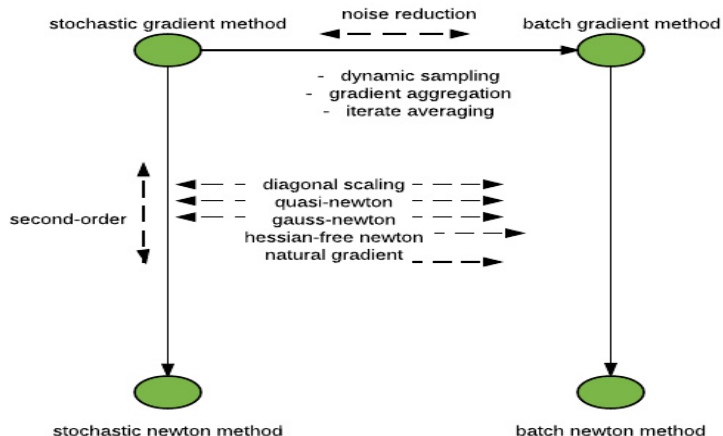 stochastic gradient method
noise reduction
batch gradient method
- dynamic sampling
- gradient aggregation
- iterate averaging
second-order
diagonal scaling
quasi-newton
gauss-newton
hessian-free newton
natural gradient
stochastic newton method
batch newton method